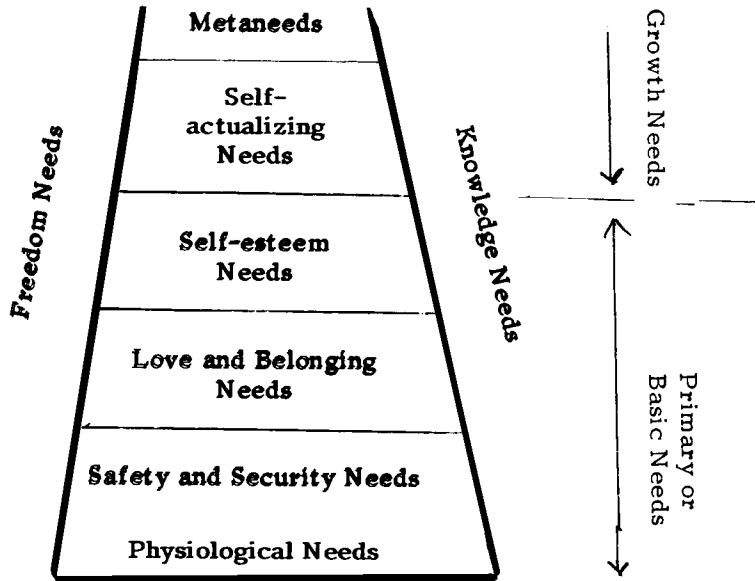 Metaneeds
Self-
actualizing
Needs
Self-esteem
Needs
Love and Belonging
Needs
Safety and Security Needs
Physiological Needs
Freedom Needs
Knowledge Needs
Growth Needs
Primary or
Basic Needs